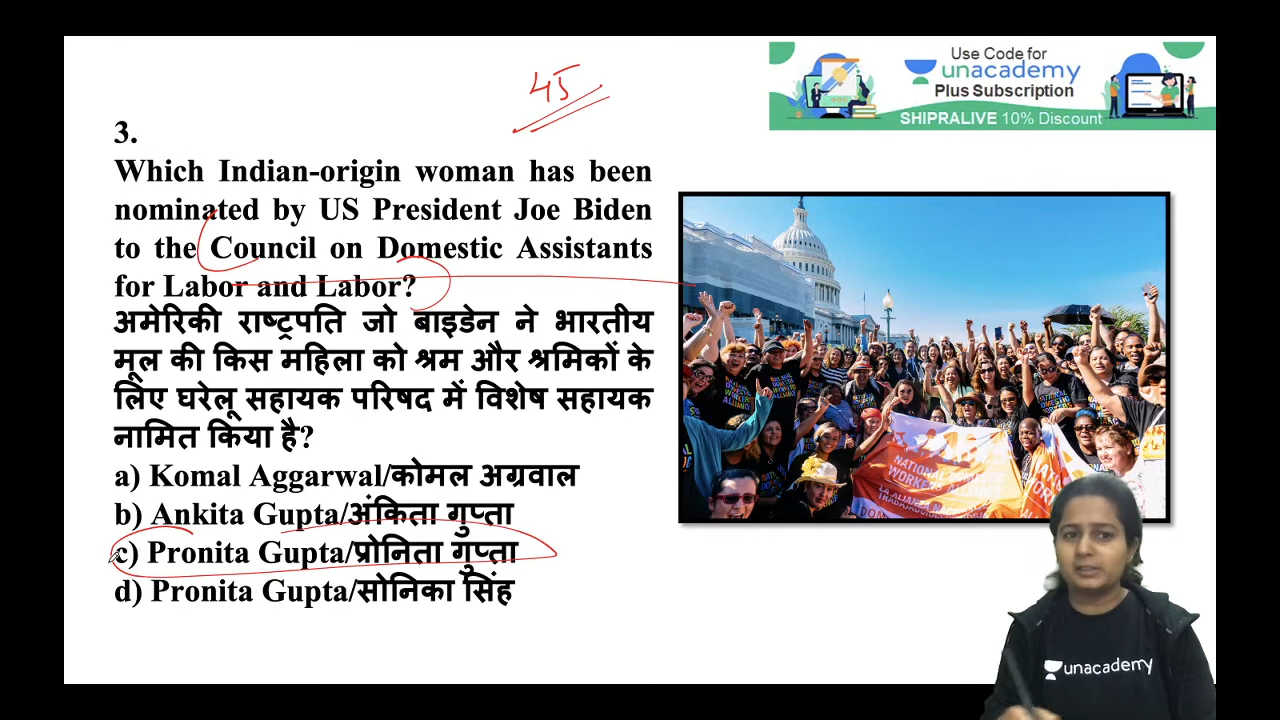 45
Use Code for
unacademy
Plus Subscription
SHIPRALIVE 10% Discount
3.
Which Indian-origin woman has been
nominated by US President Joe Biden
to the Council on Domestic Assistants
for Labor and Labor?
अमेरिकी राष्ट्रपति जो बाइडेन ने भारतीय
मूल की किस महिला को श्रम और श्रमिकों के
लिए घरेलू सहायक परिषद में विशेष सहायक
नामित किया है?
a) Komal Aggarwal/कोमल अग्रवाल
b) Ankita Gupta/अंकिता गुप्ता
c) Pronita Gupta/प्रोनिता गुप्ता
d) Pronita Gupta/सोनिका सिंह
NATIONAL
WORKERS
unacademy